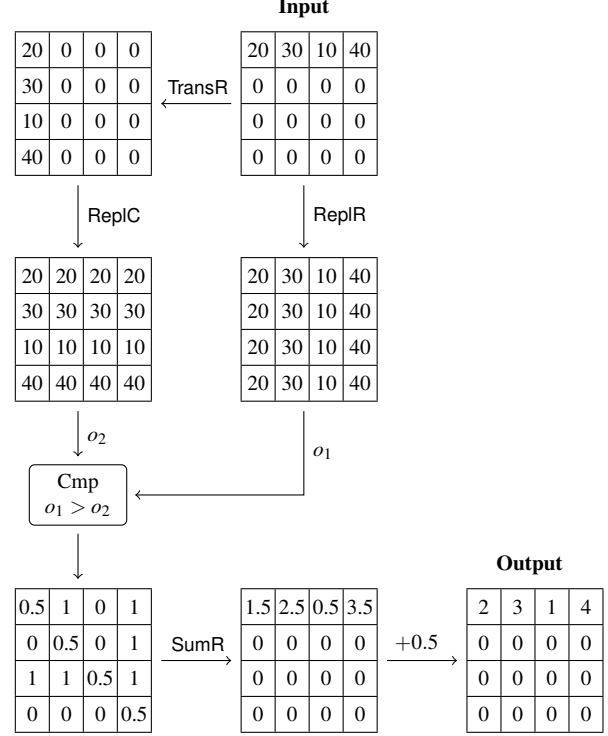 Input
20 0 0 0
30 0 0 0
10 0 0 0
40 0 0 0
TransR
20 30 10 40
0 0 0 0
0 0 0 0
0 0 0 0
ReplC
ReplR
20 20 20 20
30 30 30 30
10 10 10 10
40 40 40 40
20 30 10 40
20 30 10 40
20 30 10 40
20 30 10 40
o₂
o₁
Cmp
o₁ > o₂
0.5 1 0 1
0 0.5 0 1
1 1 0.5 1
0 0 0 0.5
SumR
1.5 2.5 0.5 3.5
0 0 0 0
0 0 0 0
0 0 0 0
+0.5
Output
2 3 1 4
0 0 0 0
0 0 0 0
0 0 0 0